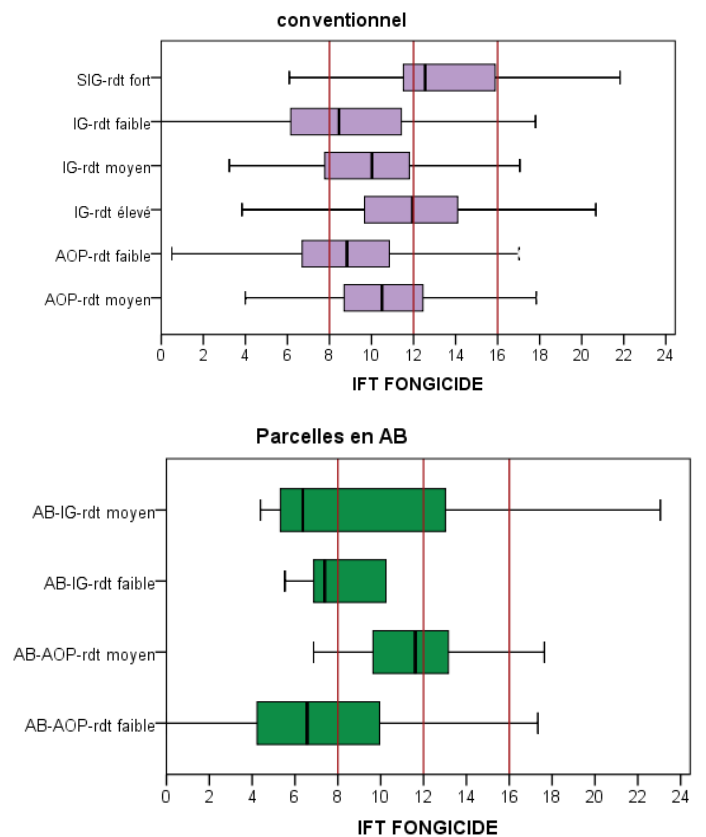 conventionnel
SIG-rdt fort
IG-rdt faible
IG-rdt moyen
IG-rdt élevé
AOP-rdt faible
AOP-rdt moyen
0 2 4 6 8 10 12 14 16 18 20 22 24
IFT FONGICIDE
Parcelles en AB
AB-IG-rdt moyen
AB-IG-rdt faible
AB-AOP-rdt moyen
AB-AOP-rdt faible
0 2 4 6 8 10 12 14 16 18 20 22 24
IFT FONGICIDE